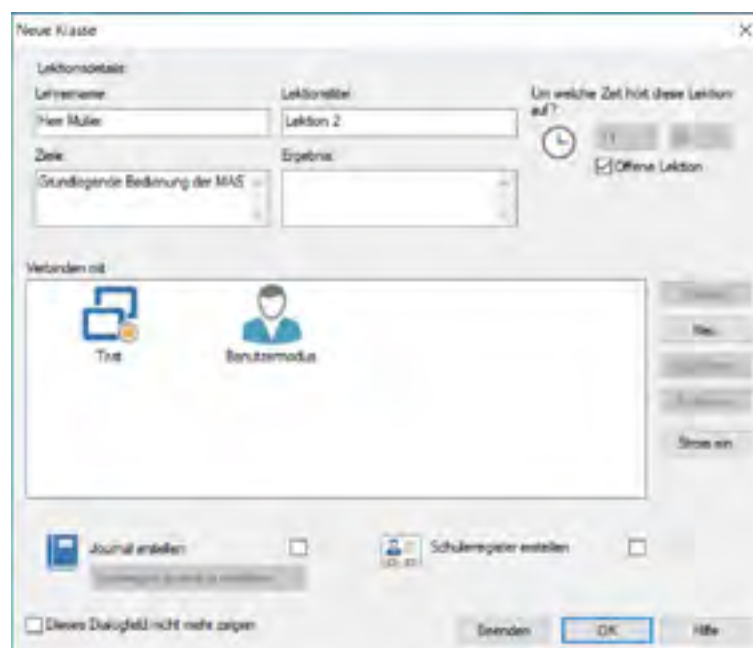 Neue Klasse
Lektionsdetails:
Lehrername:
Lektionstitel:
Um welche Zeit hört diese Lektion auf?
Herr Müller
Lektion 2
Offene Lektion
Ziele:
Ergebnis:
Grundlegende Bedienung der MAS
Verbinden mit
Test
Benutzermodus
Neu...
Strom ein
Journal erstellen
Schülerregister erstellen
Dieses Dialogfeld nicht mehr zeigen
Beenden
OK
Hilfe